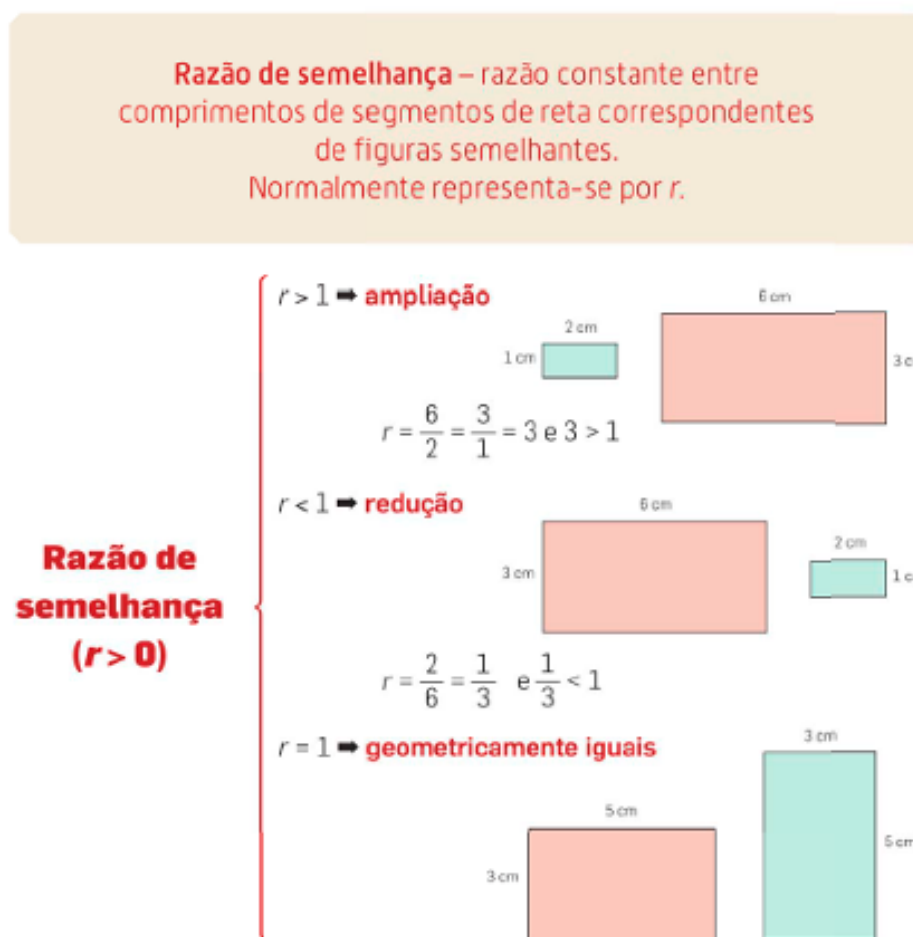 Razão de semelhança – razão constante entre
comprimentos de segmentos de reta correspondentes
de figuras semelhantes.
Normalmente representa-se por r.
r > 1 ➡ ampliação
6 cm
2 cm
1 cm
3 c
r = 6/2 = 3/1 = 3 e 3 > 1
r < 1 ➡ redução
6 cm
2 cm
3 cm
1 c
Razão de
semelhança
(r > 0)
r = 2/6 = 1/3 e 1/3 < 1
r = 1 ➡ geometricamente iguais
3 cm
5 cm
5 cm
3 cm